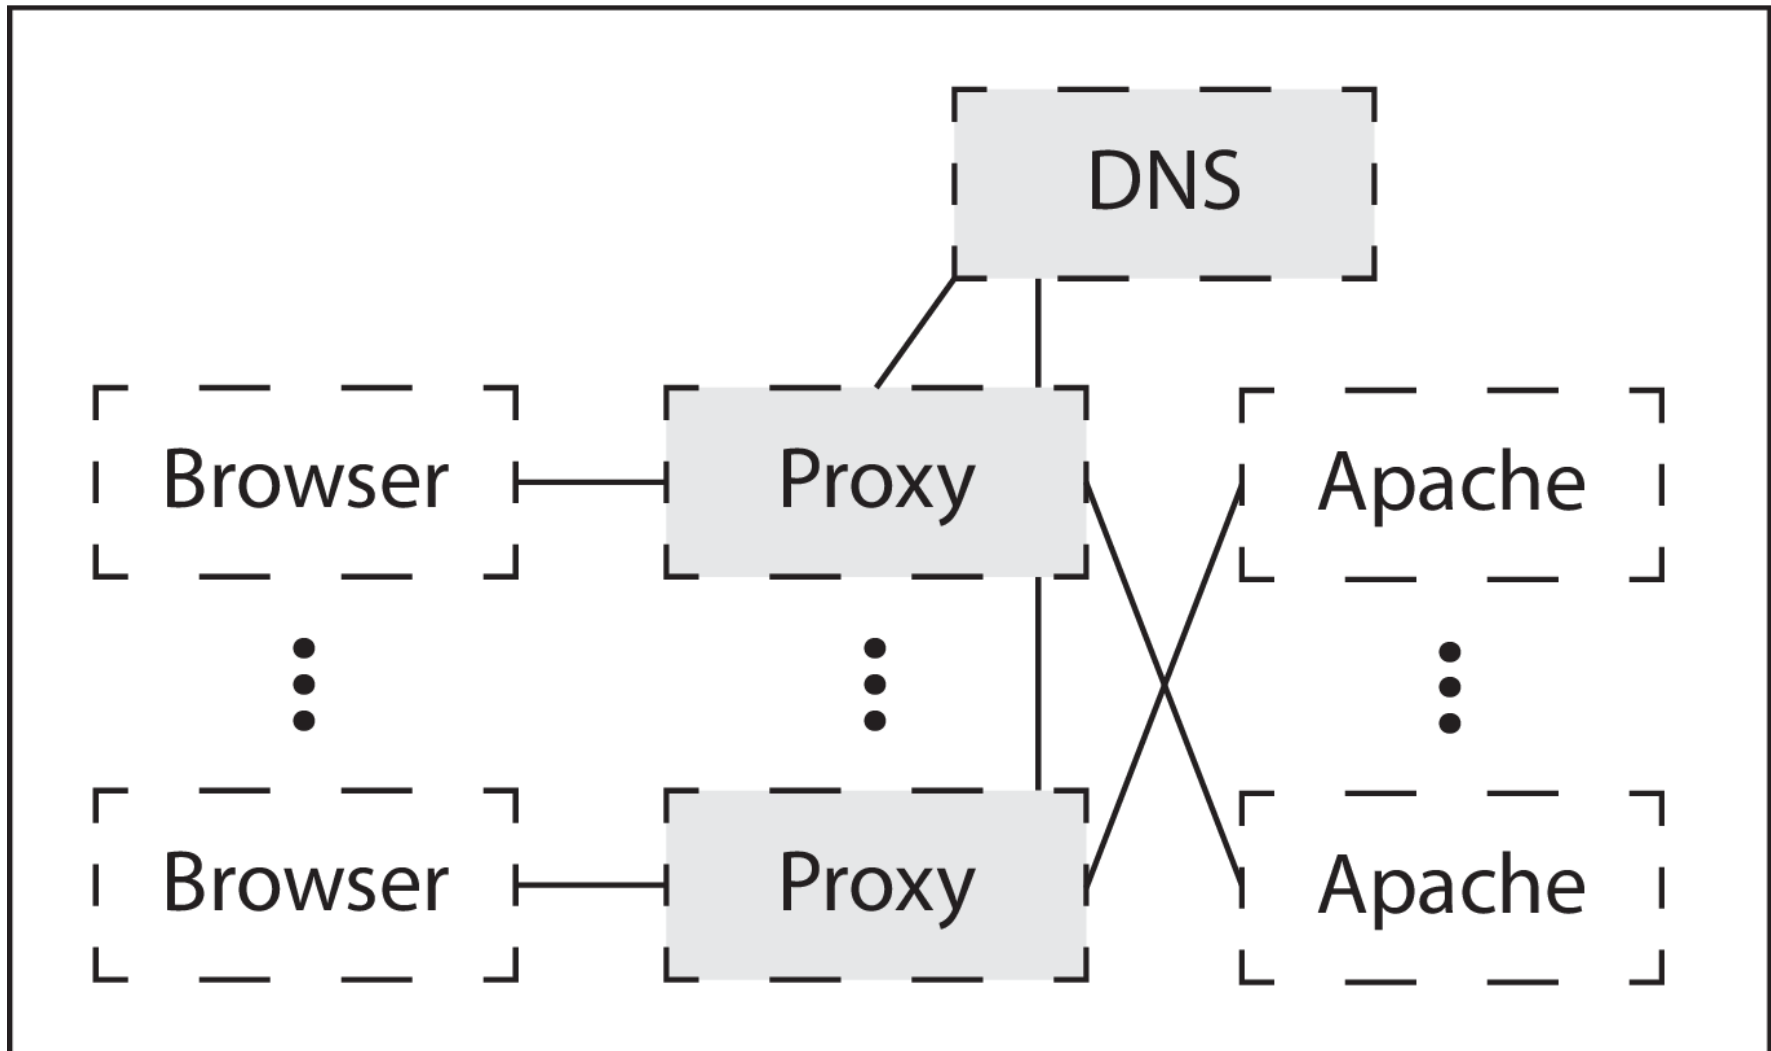 DNS
Browser
Proxy
Apache
Browser
Proxy
Apache